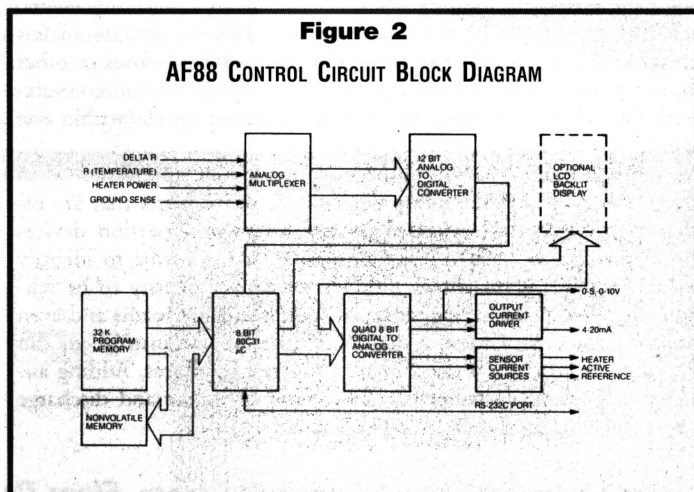 Figure 2
AF88 CONTROL CIRCUIT BLOCK DIAGRAM
DELTA R
R (TEMPERATURE)
HEATER POWER
GROUND SENSE
ANALOG
MULTIPLEXER
12 BIT
ANALOG
TO
DIGITAL
CONVERTER
OPTIONAL
LCD
BACKLIT
DISPLAY
32 K
PROGRAM
MEMORY
NONVOLATILE
MEMORY
8 BIT
80C31
µC
QUAD 8 BIT
DIGITAL TO
ANALOG
CONVERTER
OUTPUT
CURRENT
DRIVER
SENSOR
CURRENT
SOURCES
0-5, 0-10V
4-20mA
HEATER
ACTIVE
REFERENCE
RS-232C PORT